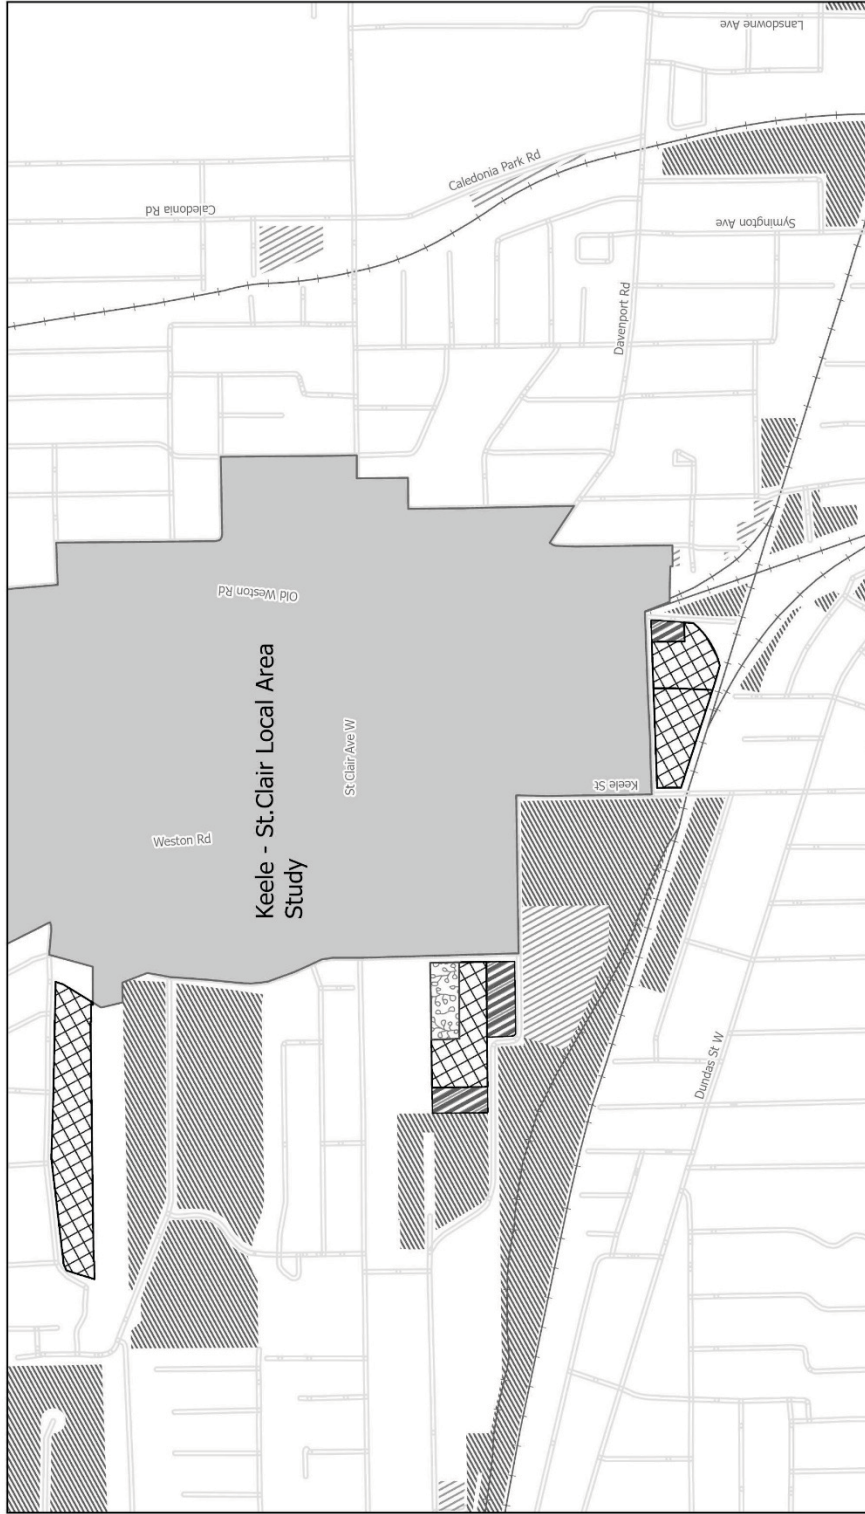 Lansdowne Ave
Caledonia Park Rd
Caledonia Rd
Symington Ave
Davenport Rd
Old Weston Rd
Keele - St.Clair Local Area
Study
St Clair Ave W
Keele St
Weston Rd
Dundas St W